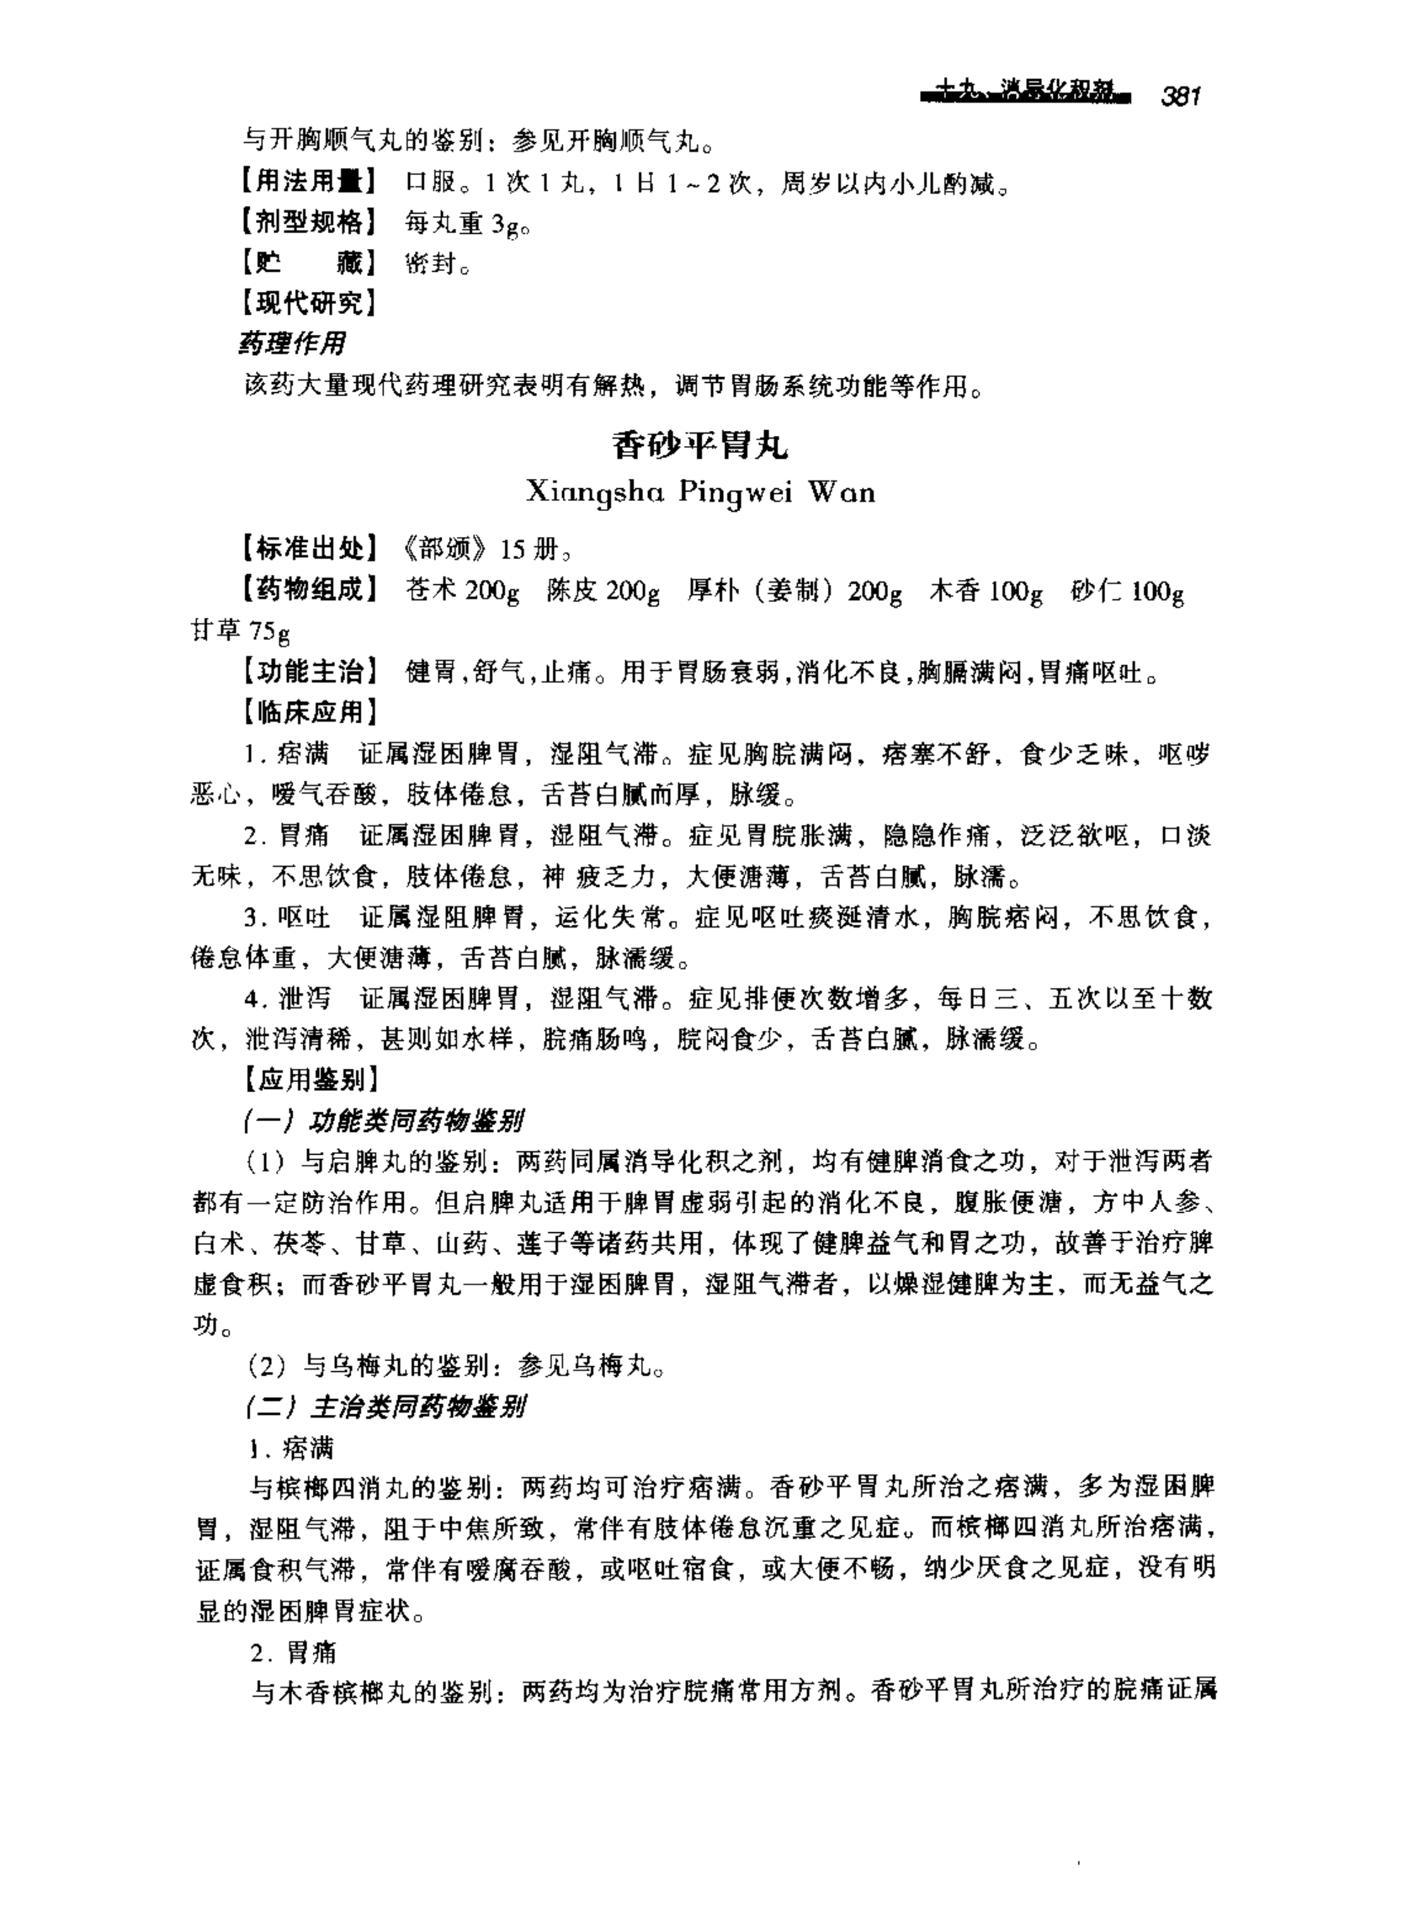 十九、消导化积剂 381
与开胸顺气丸的鉴别：参见开胸顺气丸。
【用法用量】 口服。1次1丸，1日1~2次，周岁以内小儿酌减。
【剂型规格】 每丸重3g。
【贮　　藏】 密封。
【现代研究】
药理作用
该药大量现代药理研究表明有解热，调节胃肠系统功能等作用。
香砂平胃丸
Xiangsha Pingwei Wan
【标准出处】 《部颁》15册。
【药物组成】 苍术200g 陈皮200g 厚朴（姜制）200g 木香100g 砂仁100g
甘草75g
【功能主治】 健胃,舒气,止痛。用于胃肠衰弱,消化不良,胸膈满闷,胃痛呕吐。
【临床应用】
1. 痞满 证属湿困脾胃，湿阻气滞。症见胸脘满闷，痞塞不舒，食少乏味，呕哕
恶心，嗳气吞酸，肢体倦怠，舌苔白腻而厚，脉缓。
2. 胃痛 证属湿困脾胃，湿阻气滞。症见胃脘胀满，隐隐作痛，泛泛欲呕，口淡
无味，不思饮食，肢体倦怠，神 疲乏力，大便溏薄，舌苔白腻，脉濡。
3. 呕吐 证属湿阻脾胃，运化失常。症见呕吐痰涎清水，胸脘痞闷，不思饮食，
倦怠体重，大便溏薄，舌苔白腻，脉濡缓。
4. 泄泻 证属湿困脾胃，湿阻气滞。症见排便次数增多，每日三、五次以至十数
次，泄泻清稀，甚则如水样，脘痛肠鸣，脘闷食少，舌苔白腻，脉濡缓。
【应用鉴别】
（一）功能类同药物鉴别
（1）与启脾丸的鉴别：两药同属消导化积之剂，均有健脾消食之功，对于泄泻两者
都有一定防治作用。但启脾丸适用于脾胃虚弱引起的消化不良，腹胀便溏，方中人参、
白术、茯苓、甘草、山药、莲子等诸药共用，体现了健脾益气和胃之功，故善于治疗脾
虚食积；而香砂平胃丸一般用于湿困脾胃，湿阻气滞者，以燥湿健脾为主，而无益气之
功。
（2）与乌梅丸的鉴别：参见乌梅丸。
（二）主治类同药物鉴别
1. 痞满
与槟榔四消丸的鉴别：两药均可治疗痞满。香砂平胃丸所治之痞满，多为湿困脾
胃，湿阻气滞，阻于中焦所致，常伴有肢体倦怠沉重之见症。而槟榔四消丸所治痞满，
证属食积气滞，常伴有嗳腐吞酸，或呕吐宿食，或大便不畅，纳少厌食之见症，没有明
显的湿困脾胃症状。
2. 胃痛
与木香槟榔丸的鉴别：两药均为治疗脘痛常用方剂。香砂平胃丸所治疗的脘痛证属